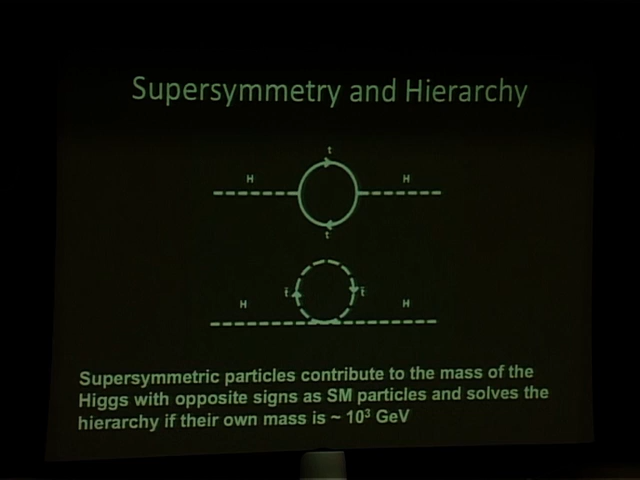 Supersymmetry and Hierarchy
t
H H
t
t̃ t̃
H H
Supersymmetric particles contribute to the mass of the
Higgs with opposite signs as SM particles and solves the
hierarchy if their own mass is ~ 10³ GeV